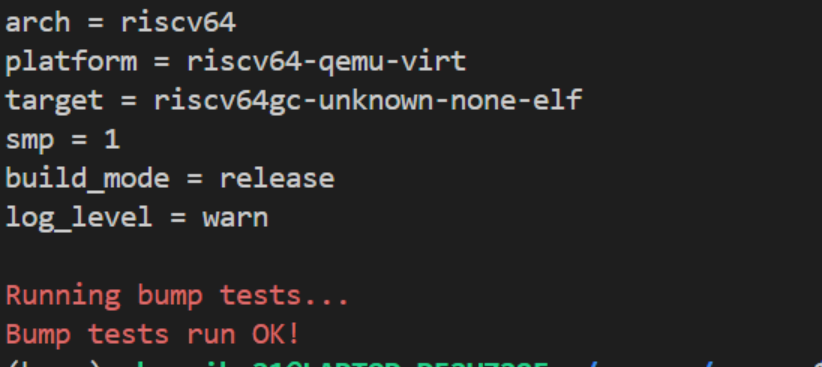 arch = riscv64
platform = riscv64-qemu-virt
target = riscv64gc-unknown-none-elf
smp = 1
build_mode = release
log_level = warn
Running bump tests...
Bump tests run OK!